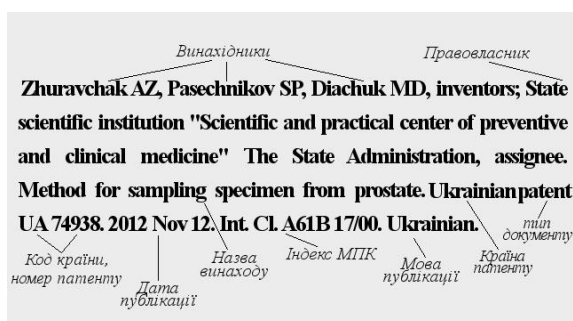 Винахідники
Правовласник
Zhuravchak AZ, Pasechnikov SP, Diachuk MD, inventors; State
scientific institution "Scientific and practical center of preventive
and clinical medicine" The State Administration, assignee.
Method for sampling specimen from prostate. Ukrainian patent
UA 74938. 2012 Nov 12. Int. Cl. A61B 17/00. Ukrainian.
Код країни,
номер патенту
Дата
публікації
Назва
винаходу
Індекс МПК
Мова
публікації
Країна
патенту
тип
документу